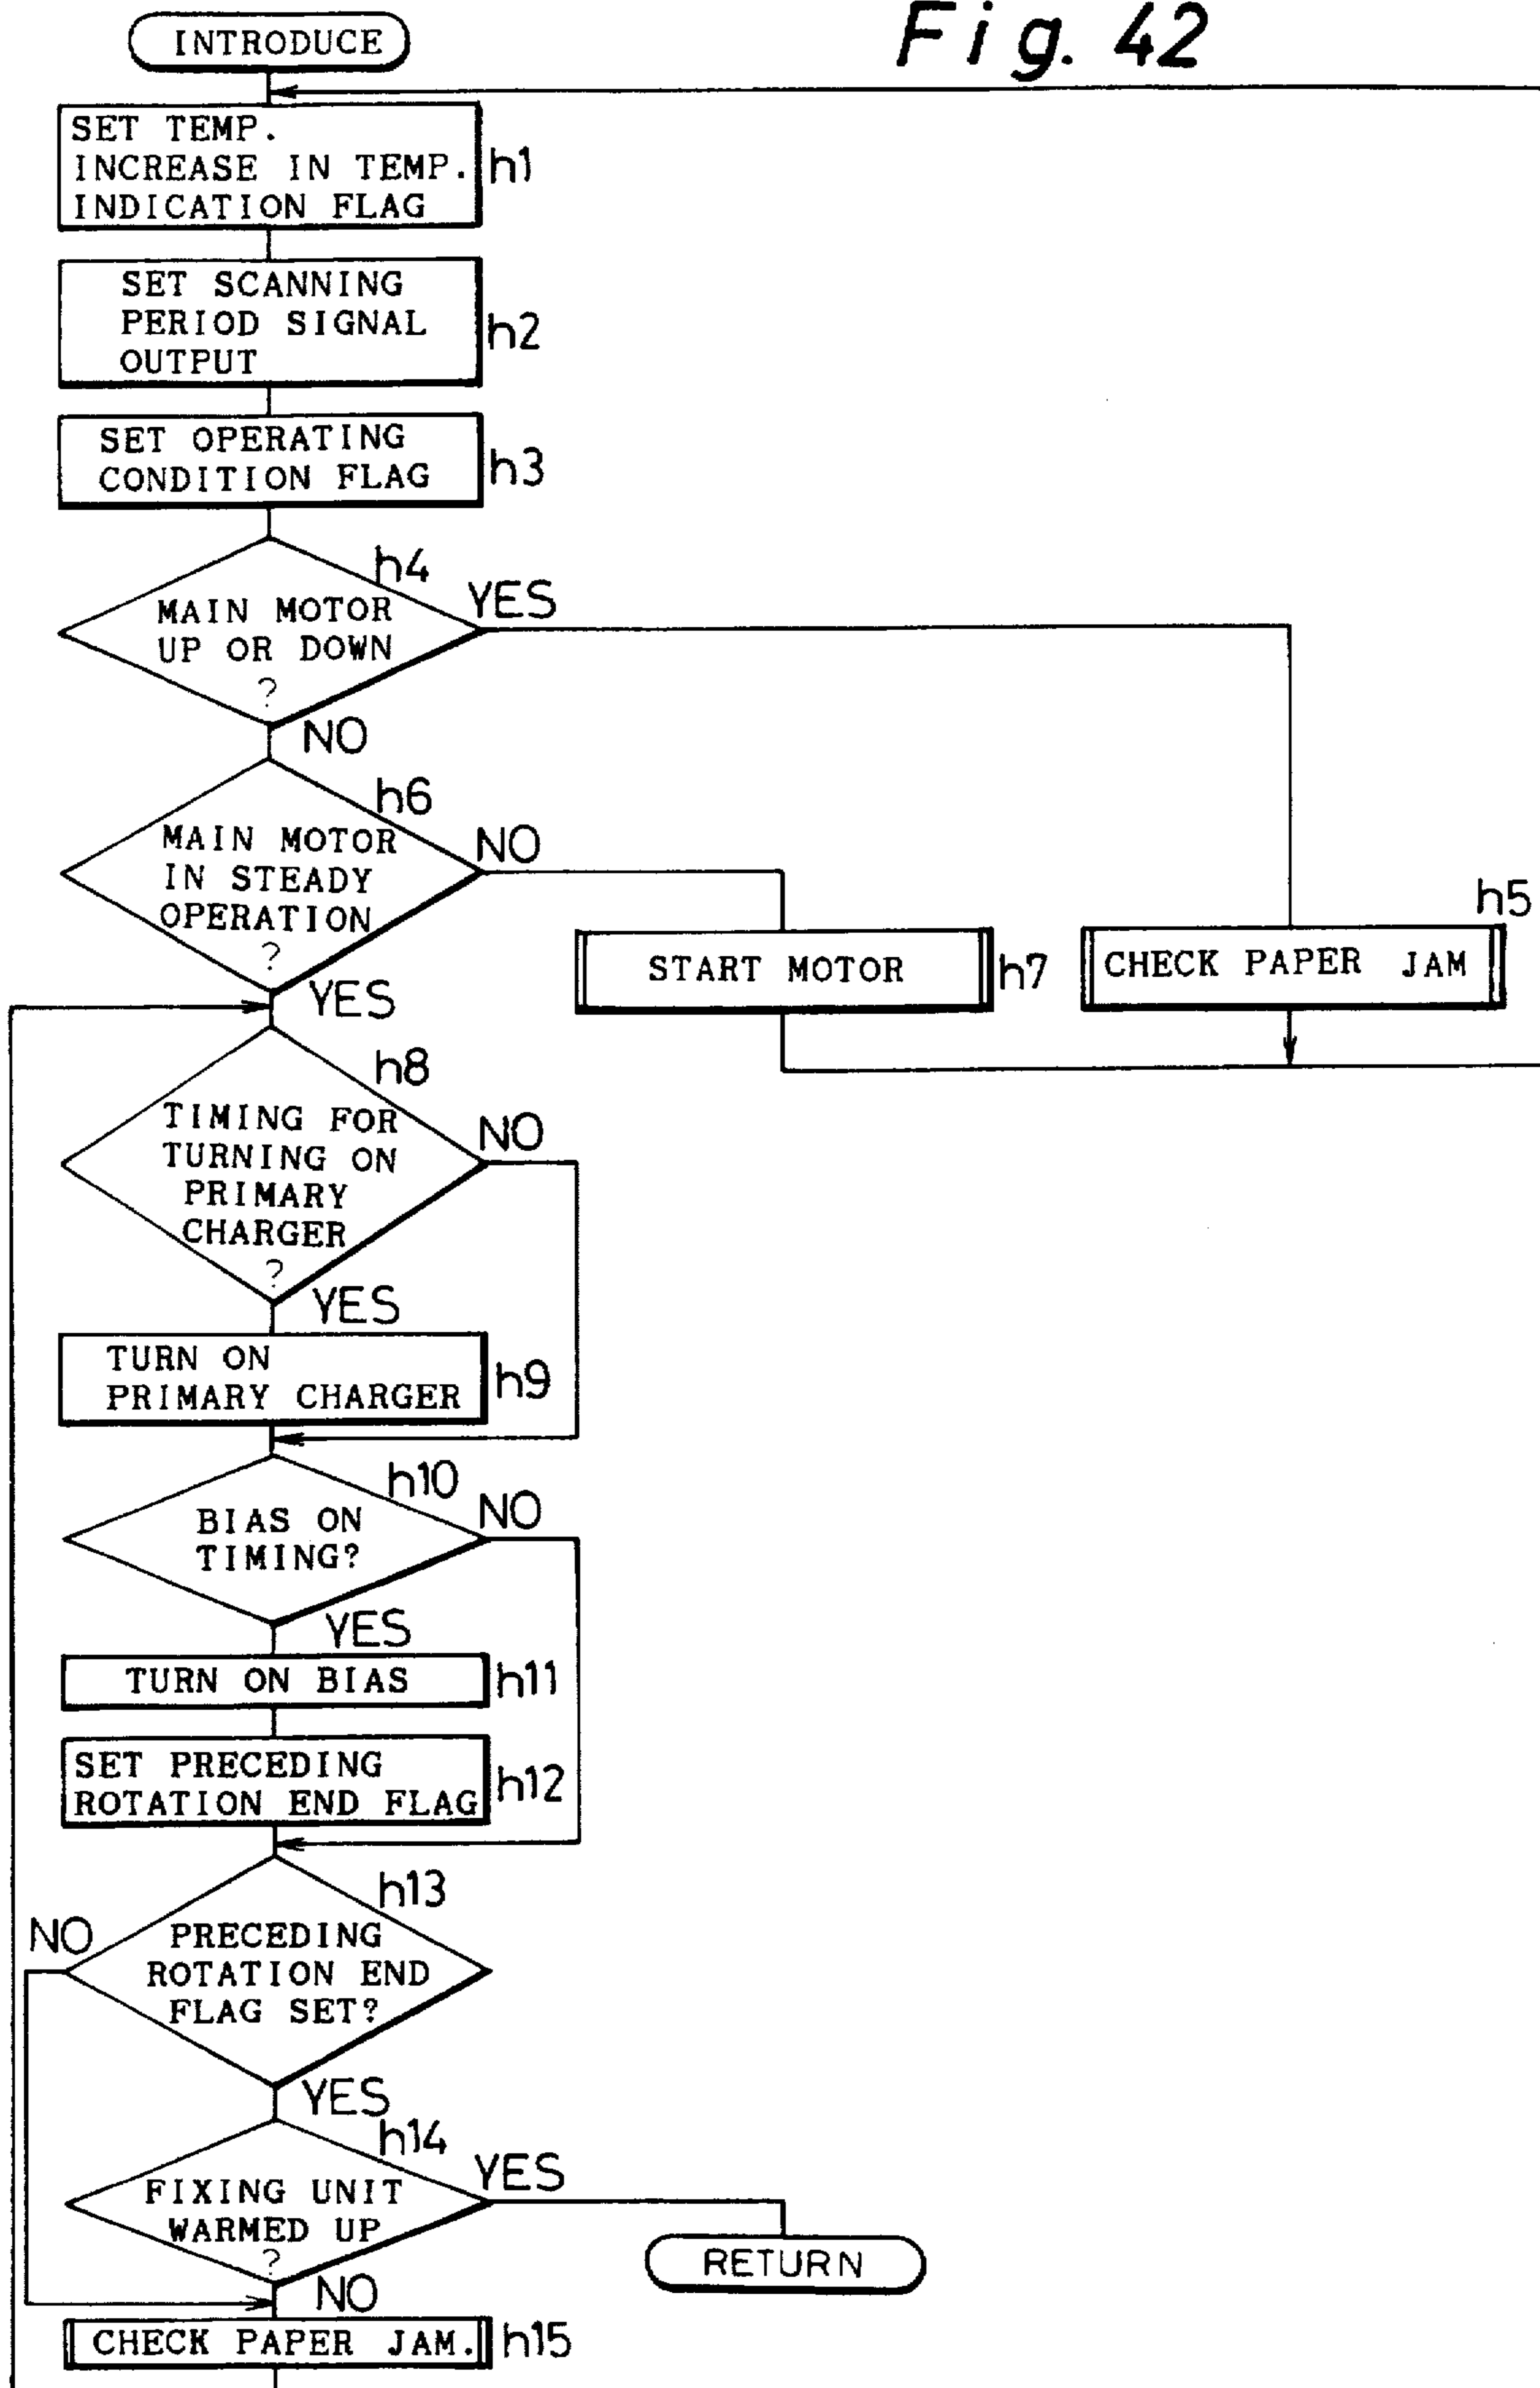 Fig. 42
INTRODUCE
SET TEMP.
INCREASE IN TEMP.
INDICATION FLAG
h1
SET SCANNING
PERIOD SIGNAL
OUTPUT
h2
SET OPERATING
CONDITION FLAG
h3
h4
MAIN MOTOR
UP OR DOWN
?
YES
NO
h6
MAIN MOTOR
IN STEADY
OPERATION
?
NO
YES
START MOTOR
h7
h5
CHECK PAPER JAM
h8
TIMING FOR
TURNING ON
PRIMARY
CHARGER
?
NO
YES
TURN ON
PRIMARY CHARGER
h9
h10
BIAS ON
TIMING?
NO
YES
TURN ON BIAS
h11
SET PRECEDING
ROTATION END FLAG
h12
h13
NO
PRECEDING
ROTATION END
FLAG SET?
YES
h14
FIXING UNIT
WARMED UP
?
YES
RETURN
NO
CHECK PAPER JAM.
h15